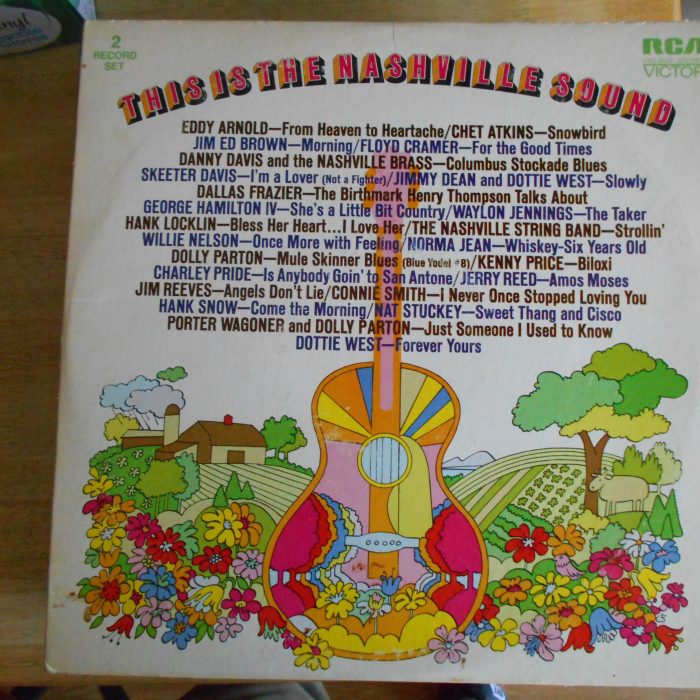 2
RECORD
SET
RCA
VICTOR
THIS IS THE NASHVILLE SOUND
EDDY ARNOLD—From Heaven to Heartache/CHET ATKINS—Snowbird
JIM ED BROWN—Morning/FLOYD CRAMER—For the Good Times
DANNY DAVIS and the NASHVILLE BRASS—Columbus Stockade Blues
SKEETER DAVIS—I'm a Lover (Not a Fighter)/JIMMY DEAN and DOTTIE WEST—Slowly
DALLAS FRAZIER—The Birthmark Henry Thompson Talks About
GEORGE HAMILTON IV—She's a Little Bit Country/WAYLON JENNINGS—The Taker
HANK LOCKLIN—Bless Her Heart...I Love Her/THE NASHVILLE STRING BAND—Strollin'
WILLIE NELSON—Once More with Feeling/NORMA JEAN—Whiskey-Six Years Old
DOLLY PARTON—Mule Skinner Blues (Blue Yodel #8)/KENNY PRICE—Biloxi
CHARLEY PRIDE—Is Anybody Goin' to San Antone/JERRY REED—Amos Moses
JIM REEVES—Angels Don't Lie/CONNIE SMITH—I Never Once Stopped Loving You
HANK SNOW—Come the Morning/NAT STUCKEY—Sweet Thang and Cisco
PORTER WAGONER and DOLLY PARTON—Just Someone I Used to Know
DOTTIE WEST—Forever Yours